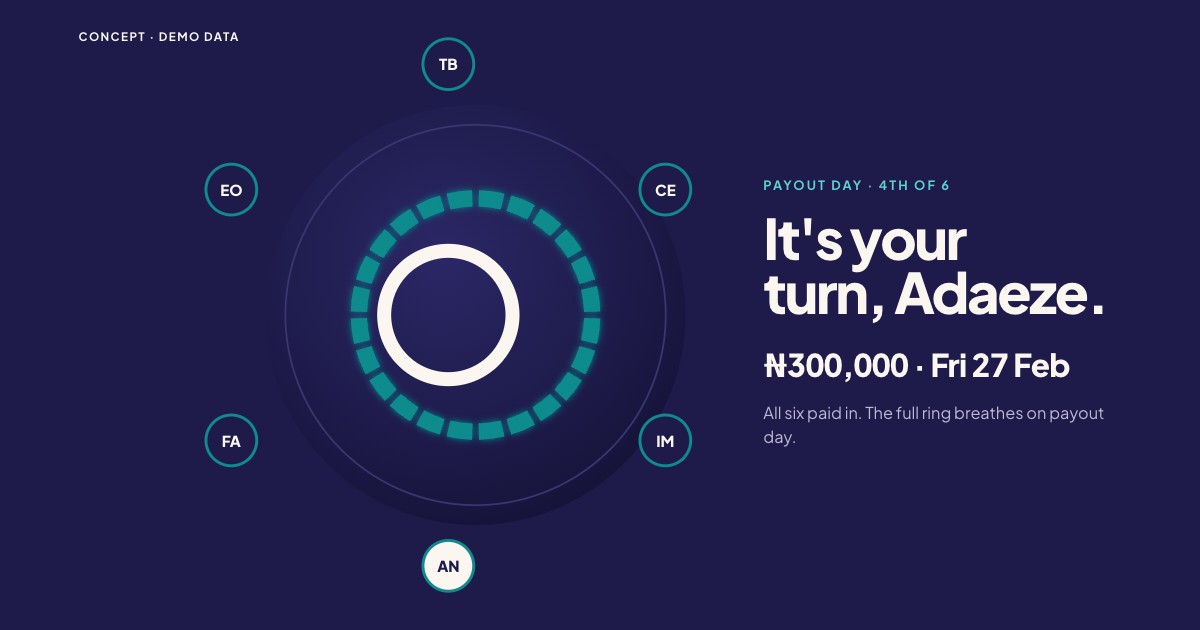 CONCEPT · DEMO DATA
TB
EO
CE
FA
IM
AN
PAYOUT DAY · 4TH OF 6
It's your
turn, Adaeze.
₦300,000 · Fri 27 Feb
All six paid in. The full ring breathes on payout
day.